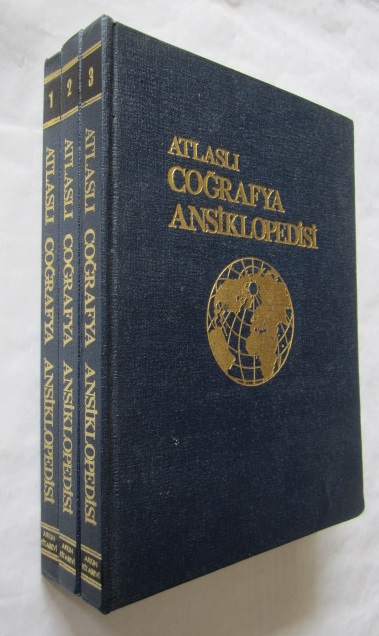 1
ATLASLI COĞRAFYA ANSİKLOPEDİSİ
2
ATLASLI COĞRAFYA ANSİKLOPEDİSİ
3
ATLASLI COĞRAFYA ANSİKLOPEDİSİ
ATLASLI
COĞRAFYA
ANSİKLOPEDİSİ